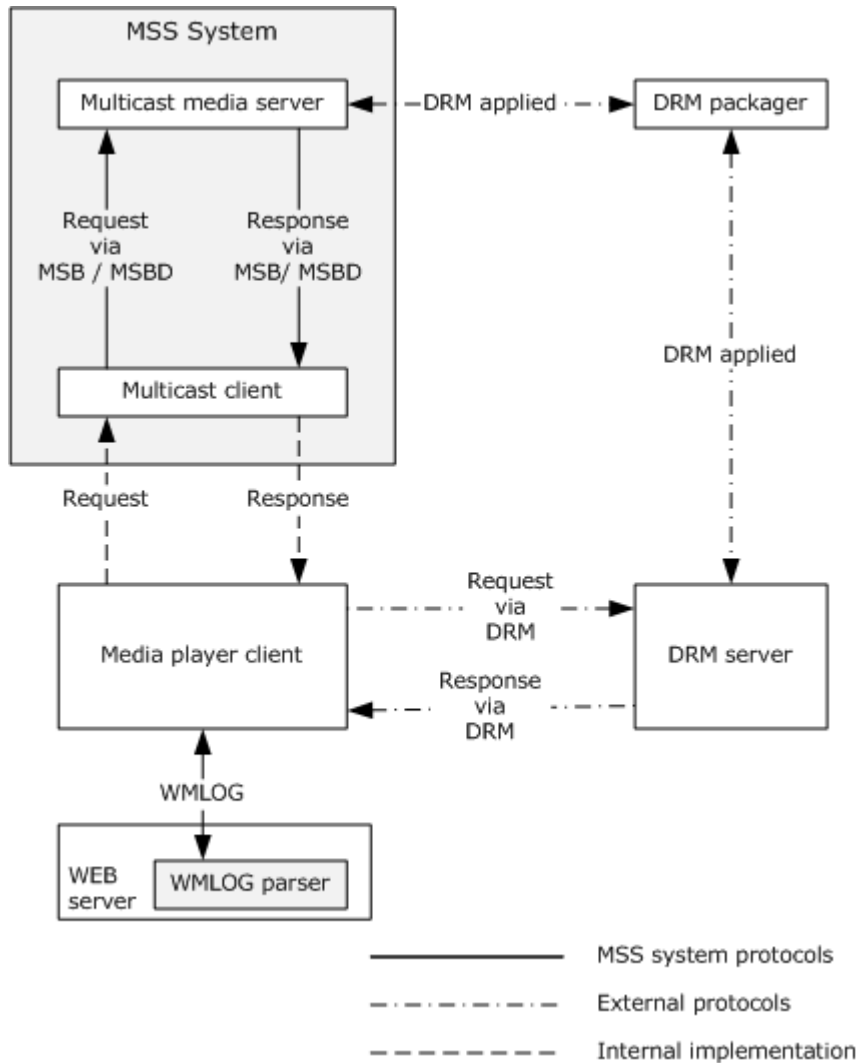 MSS System
Multicast media server
DRM applied
DRM packager
Request
via
MSB / MSBD
Response
via
MSB/ MSBD
DRM applied
Multicast client
Request
Response
Media player client
Request
via
DRM
Response
via
DRM
DRM server
WMLOG
WEB
server
WMLOG parser
MSS system protocols
External protocols
Internal implementation